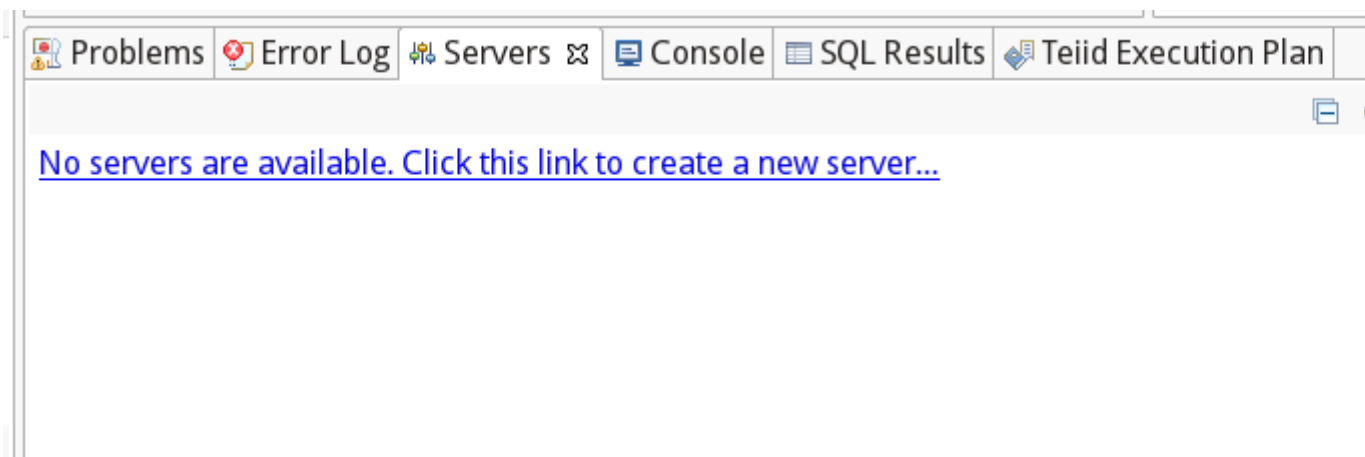 Problems Error Log Servers Console SQL Results Teiid Execution Plan
No servers are available. Click this link to create a new server...